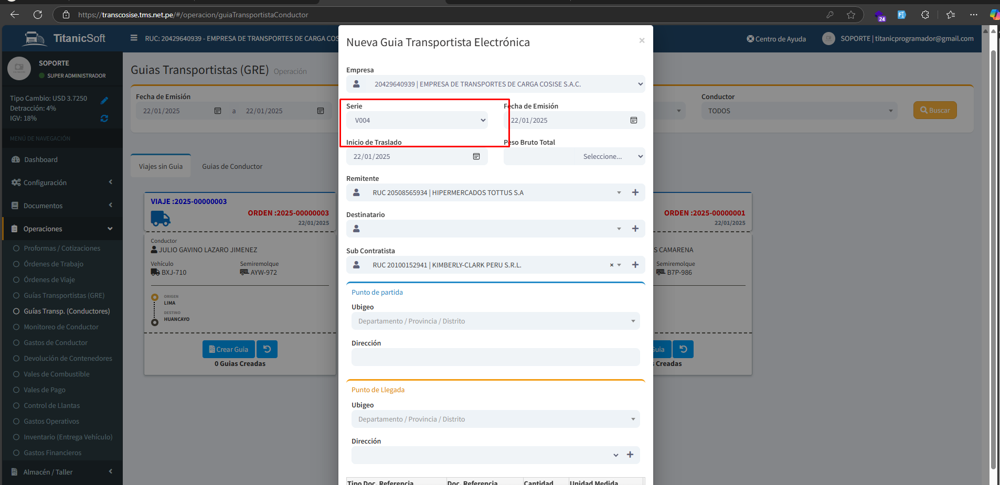 https://transcosise.tms.net.pe/#/operacion/guiaTransportistaConductor
24
TitanicSoft
RUC: 20429640939 - EMPRESA DE TRANSPORTES DE CARGA COS
Centro de Ayuda
SOPORTE | titanicprogramador@gmail.com
SOPORTE
SUPER ADMINISTRADOR
Tipo Cambio: USD 3.7250
Detracción: 4%
IGV: 18%
MENÚ DE NAVEGACIÓN
Dashboard
Configuración
Documentos
Operaciones
Proformas / Cotizaciones
Órdenes de Trabajo
Órdenes de Viaje
Guías Transportistas (GRE)
Guías Transp. (Conductores)
Monitoreo de Conductor
Gastos de Conductor
Devolución de Contenedores
Vales de Combustible
Vales de Pago
Control de Llantas
Gastos Operativos
Inventario (Entrega Vehículo)
Gastos Financieros
Almacén / Taller
Guias Transportistas (GRE) Operación
Fecha de Emisión
22/01/2025 a 22/01/2025
Conductor
TODOS
Buscar
Viajes sin Guia
Guias de Conductor
VIAJE :2025-00000003
ORDEN :2025-00000003
22/01/2025
Conductor
JULIO GAVINO LAZARO JIMENEZ
Vehículo Semiremolque
BXJ-710 AYW-972
ORIGEN
LIMA
DESTINO
HUANCAYO
Crear Guia
0 Guias Creadas
Nueva Guia Transportista Electrónica
×
Empresa
20429640939 | EMPRESA DE TRANSPORTES DE CARGA COSISE S.A.C.
Serie Fecha de Emisión
V004 22/01/2025
Inicio de Traslado Peso Bruto Total
22/01/2025 Seleccione...
Remitente
RUC 20508565934 | HIPERMERCADOS TOTTUS S.A
Destinatario
Sub Contratista
RUC 20100152941 | KIMBERLY-CLARK PERU S.R.L. ×
Punto de partida
Ubigeo
Departamento / Provincia / Distrito
Dirección
Punto de Llegada
Ubigeo
Departamento / Provincia / Distrito
Dirección
Tipo Doc. Referencia Doc. Referencia Cantidad Unidad Medida
ORDEN :2025-00000001
22/01/2025
S CAMARENA
Semiremolque
B7P-986
uia
s Creadas